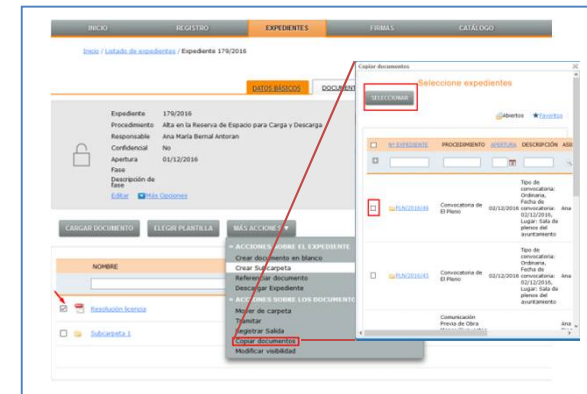 INICIO REGISTRO EXPEDIENTES FIRMAS CATÁLOGO
Inicio / Listado de expedientes / Expediente 179/2016
DATOS BÁSICOS DOCUMENT
Expediente 179/2016
Procedimiento Alta en la Reserva de Espacio para Carga y Descarga
Responsable Ana María Bernal Antoran
Confidencial No
Apertura 01/12/2016
Fase
Descripción de
fase
Editar Más Opciones
CARGAR DOCUMENTO ELEGIR PLANTILLA MÁS ACCIONES
ACCIONES SOBRE EL EXPEDIENTE
Crear documento en blanco
Crear Subcarpeta
Referenciar documento
Descargar Expediente
ACCIONES SOBRE LOS DOCUMENTO
Mover de carpeta
Tramitar
Registrar Salida
Copiar documentos
Modificar visibilidad
NOMBRE
Resolución licencia
Subcarpeta 1
Copiar documentos
Seleccione expedientes
SELECCIONAR
Abiertos Favoritos
Nº EXPEDIENTE PROCEDIMIENTO APERTURA DESCRIPCIÓN
PLN/2016/46 Convocatoria de El Pleno 02/12/2016
Tipo de
convocatoria:
Ordinaria,
Fecha de
convocatoria:
02/12/2016,
Lugar: Sala de
plenos del
ayuntamiento
Ana
Convocatoria de El Pleno 02/12/2016
Tipo de
convocatoria:
Ordinaria,
Fecha de
convocatoria:
02/12/2016,
Lugar: Sala de
plenos del
ayuntamiento
Ana
Comunicación
Previa de Obra
Ana